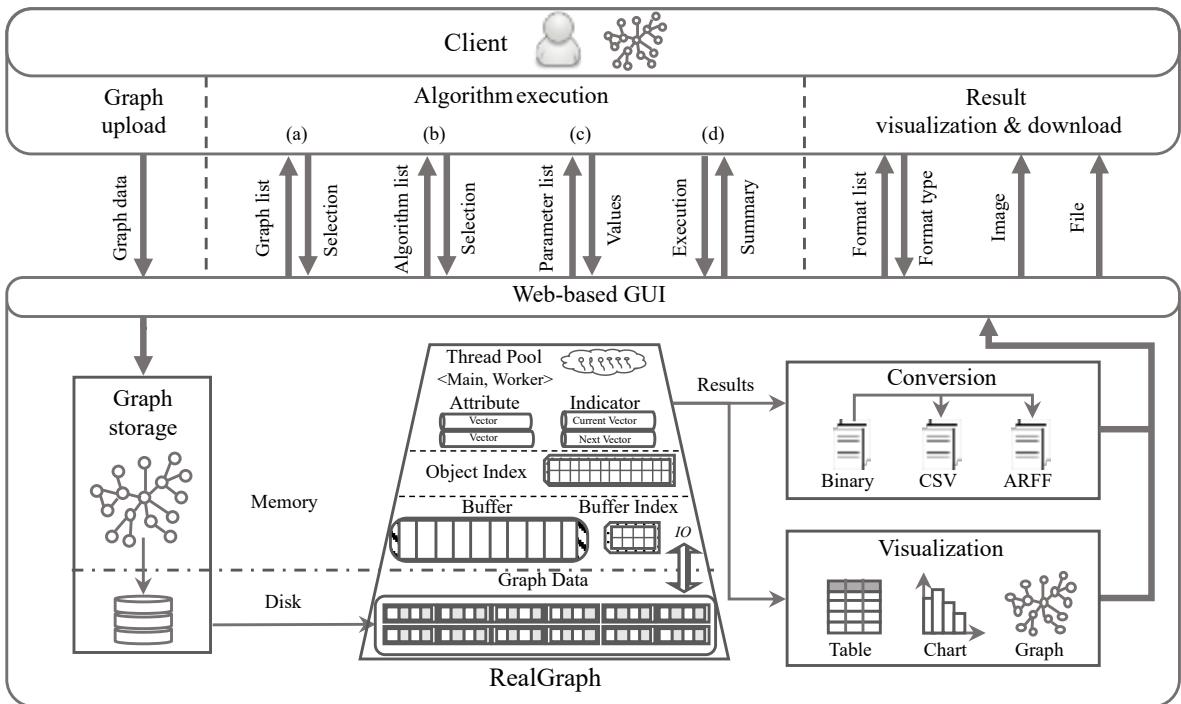 Client
Graph
upload
Algorithm execution
Result
visualization & download
(a)
(b)
(c)
(d)
Graph data
Graph list
Selection
Algorithm list
Selection
Parameter list
Values
Execution
Summary
Format list
Format type
Image
File
Web-based GUI
Graph
storage
Memory
Disk
Thread Pool
<Main, Worker>
Attribute
Indicator
Vector
Current Vector
Vector
Next Vector
Object Index
Buffer
Buffer Index
IO
Graph Data
RealGraph
Results
Conversion
Binary
CSV
ARFF
Visualization
Table
Chart
Graph